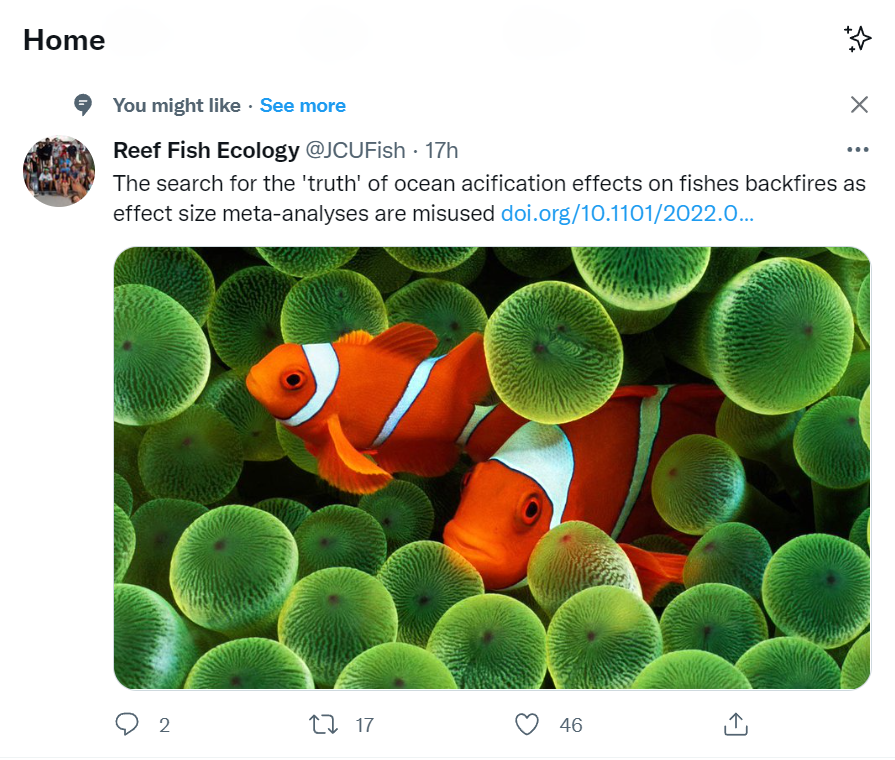 Home
You might like · See more
Reef Fish Ecology @JCUFish · 17h
The search for the 'truth' of ocean acification effects on fishes backfires as
effect size meta-analyses are misused doi.org/10.1101/2022.0...
2 17 46